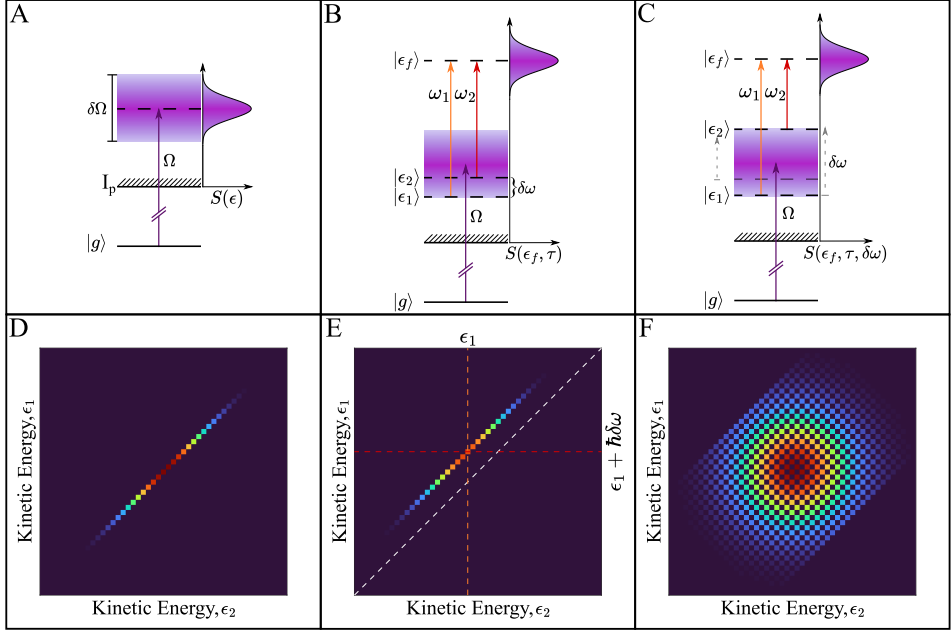 A
δΩ
Ω
I_p
S(ϵ)
|g⟩
B
|ϵ_f⟩
ω_1 ω_2
|ϵ_2⟩
|ϵ_1⟩
δω
Ω
S(ϵ_f, τ)
|g⟩
C
|ϵ_f⟩
ω_1 ω_2
|ϵ_2⟩
δω
|ϵ_1⟩
Ω
S(ϵ_f, τ, δω)
|g⟩
D
Kinetic Energy, ϵ_1
Kinetic Energy, ϵ_2
E
ϵ_1
Kinetic Energy, ϵ_1
ϵ_1 + ℏδω
Kinetic Energy, ϵ_2
F
Kinetic Energy, ϵ_1
Kinetic Energy, ϵ_2